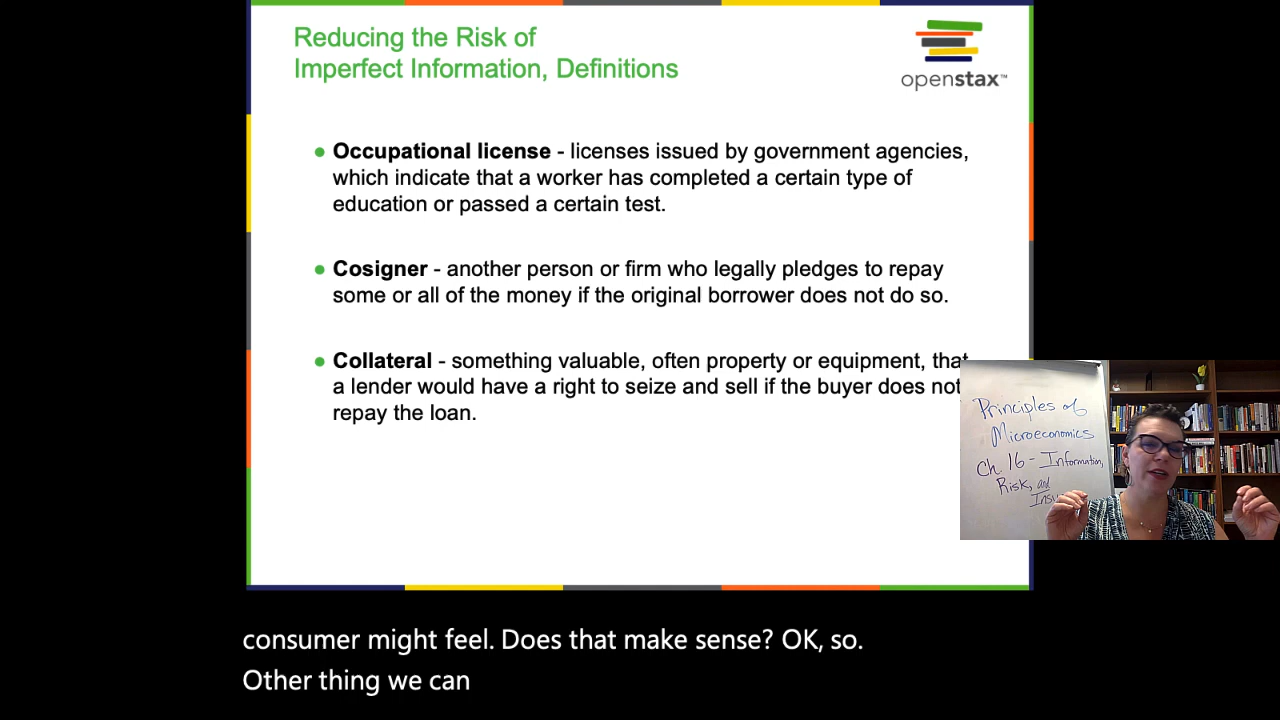 Reducing the Risk of
Imperfect Information, Definitions
openstax™
● Occupational license - licenses issued by government agencies,
which indicate that a worker has completed a certain type of
education or passed a certain test.
● Cosigner - another person or firm who legally pledges to repay
some or all of the money if the original borrower does not do so.
● Collateral - something valuable, often property or equipment, that
a lender would have a right to seize and sell if the buyer does not
repay the loan.
Principles of
Microeconomics
Ch. 16 - Information,
Risk, and
consumer might feel. Does that make sense? OK, so.
Other thing we can